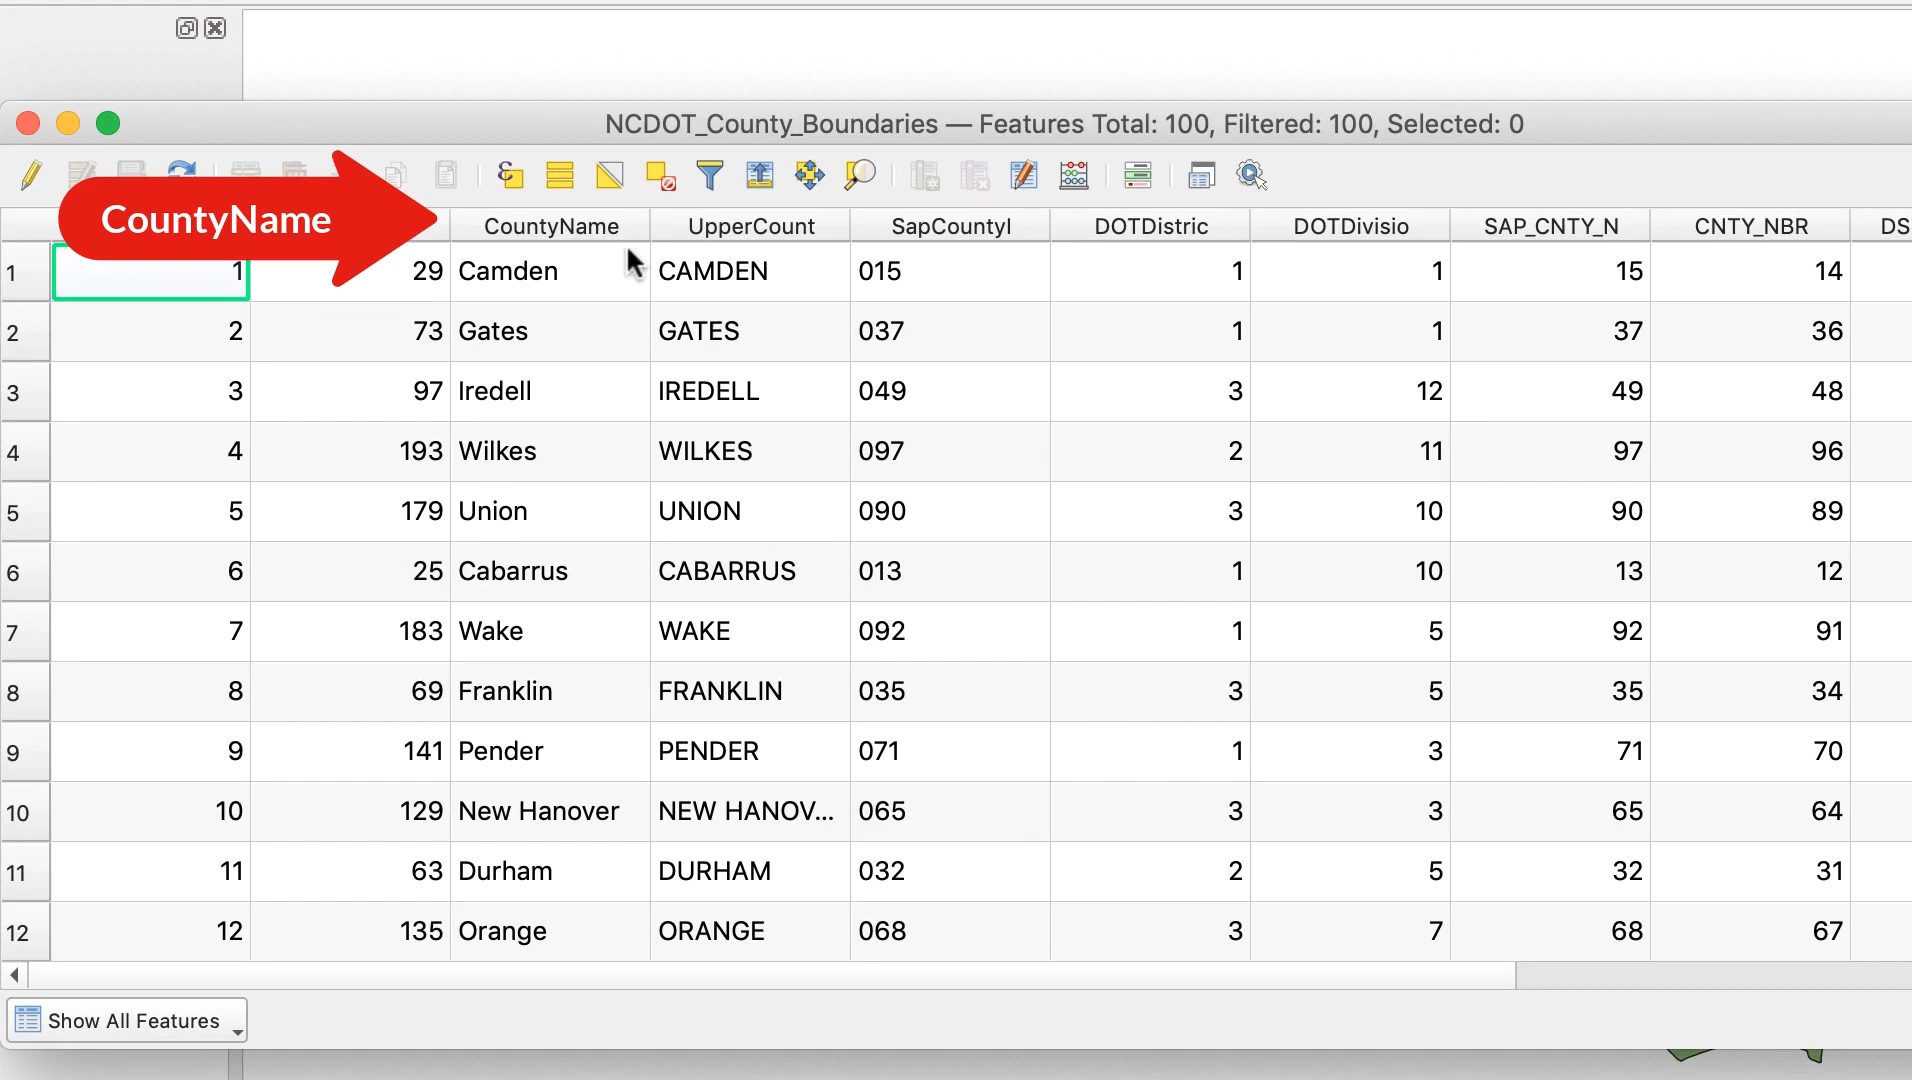 NCDOT_County_Boundaries — Features Total: 100, Filtered: 100, Selected: 0
CountyName
CountyName UpperCount SapCountyI DOTDistric DOTDivisio SAP_CNTY_N CNTY_NBR DS
1 1 29 Camden CAMDEN 015 1 1 15 14
2 2 73 Gates GATES 037 1 1 37 36
3 3 97 Iredell IREDELL 049 3 12 49 48
4 4 193 Wilkes WILKES 097 2 11 97 96
5 5 179 Union UNION 090 3 10 90 89
6 6 25 Cabarrus CABARRUS 013 1 10 13 12
7 7 183 Wake WAKE 092 1 5 92 91
8 8 69 Franklin FRANKLIN 035 3 5 35 34
9 9 141 Pender PENDER 071 1 3 71 70
10 10 129 New Hanover NEW HANOV... 065 3 3 65 64
11 11 63 Durham DURHAM 032 2 5 32 31
12 12 135 Orange ORANGE 068 3 7 68 67
Show All Features